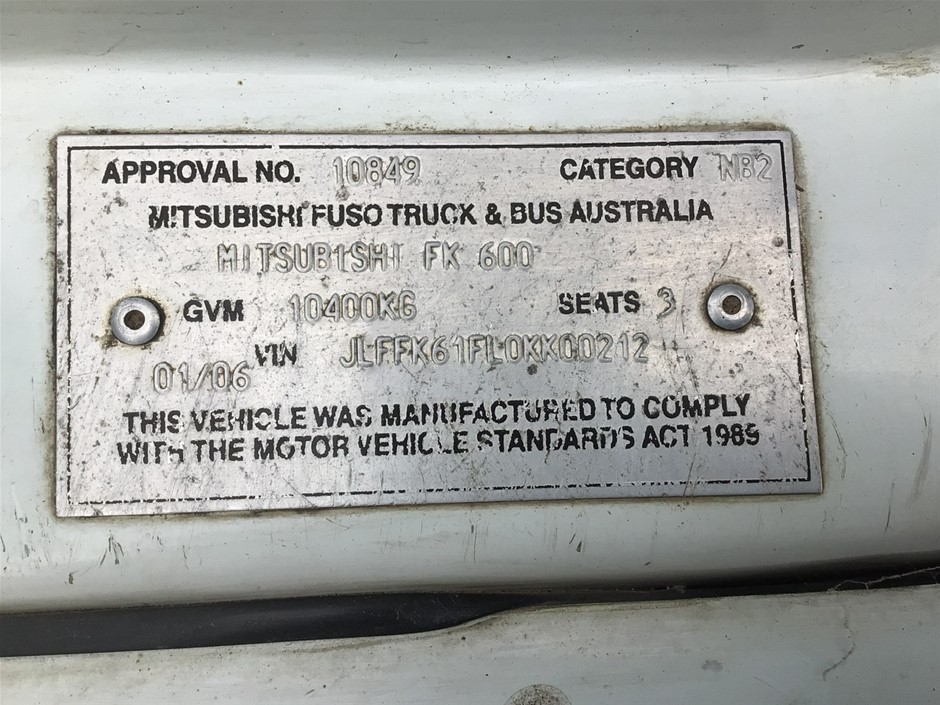 APPROVAL NO. 10849 CATEGORY NB2
MITSUBISHI FUSO TRUCK & BUS AUSTRALIA
MITSUBISHI FK 600
GVM 10400KG SEATS 3
01/06 VIN JLFFK61FL0KK00212
THIS VEHICLE WAS MANUFACTURED TO COMPLY
WITH THE MOTOR VEHICLE STANDARDS ACT 1989